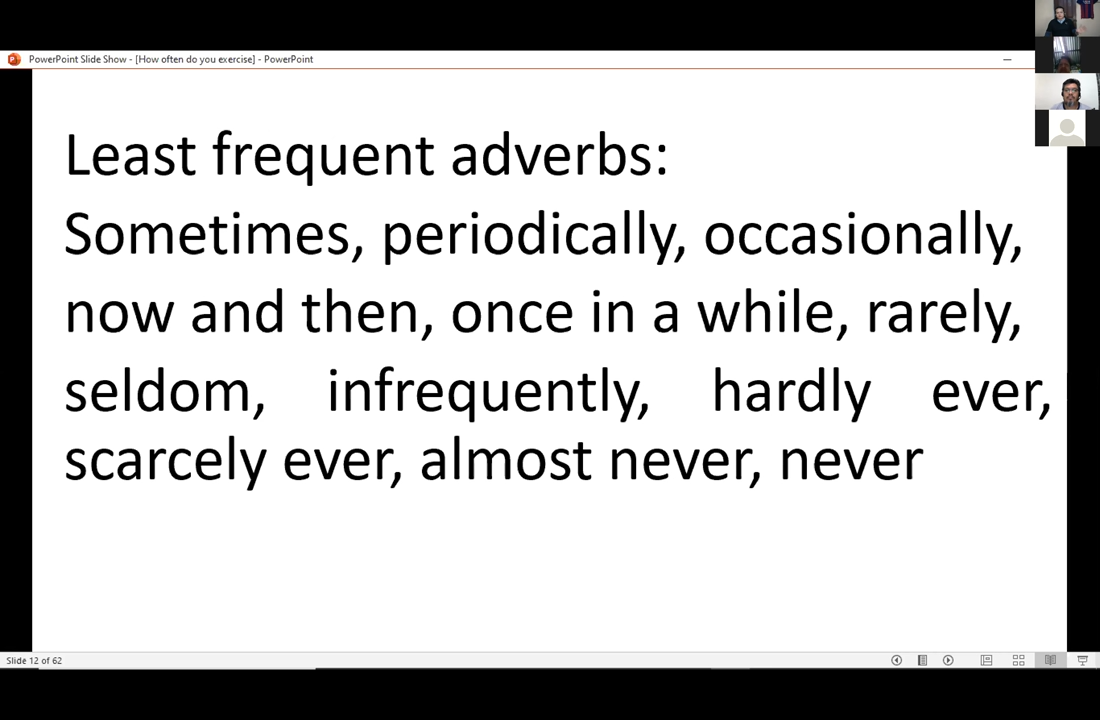 PowerPoint Slide Show - [How often do you exercise] - PowerPoint
Least frequent adverbs:
Sometimes, periodically, occasionally,
now and then, once in a while, rarely,
seldom, infrequently, hardly ever,
scarcely ever, almost never, never
Slide 12 of 62